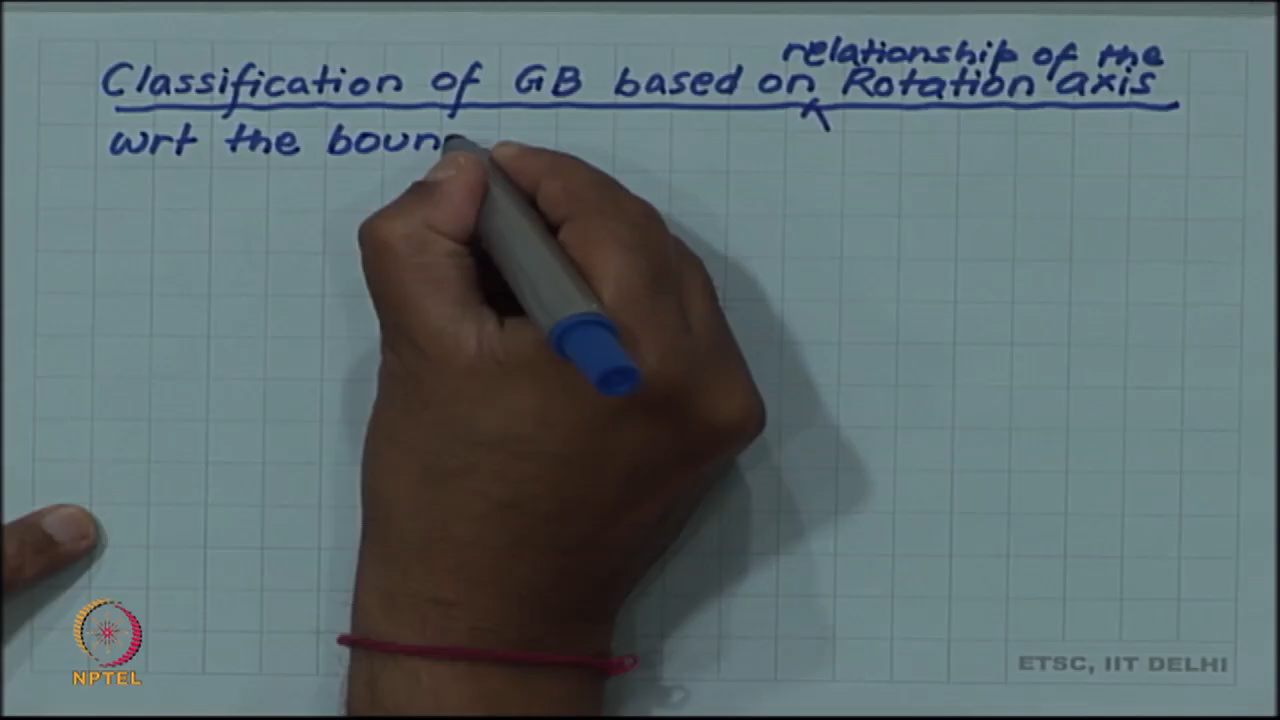 relationship of the
Classification of GB based on Rotation axis
wrt the boun
NPTEL
ETSC, IIT DELHI